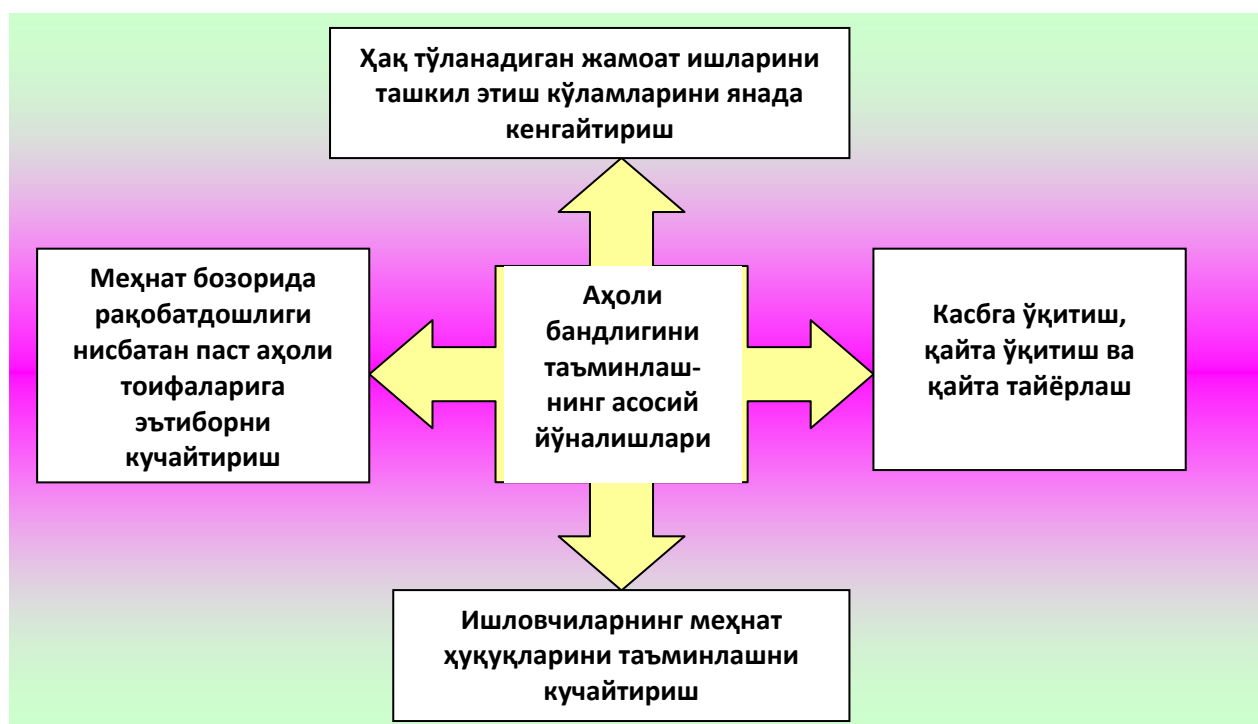 Ҳақ тўланадиган жамоат ишларини
ташкил этиш кўламларини янада
кенгайтириш
Меҳнат бозорида
рақобатдошлиги
нисбатан паст аҳоли
тоифаларига
эътиборни
кучайтириш
Аҳоли
бандлигини
таъминлаш-
нинг асосий
йўналишлари
Касбга ўқитиш,
қайта ўқитиш ва
қайта тайёрлаш
Ишловчиларнинг меҳнат
ҳуқуқларини таъминлашни
кучайтириш